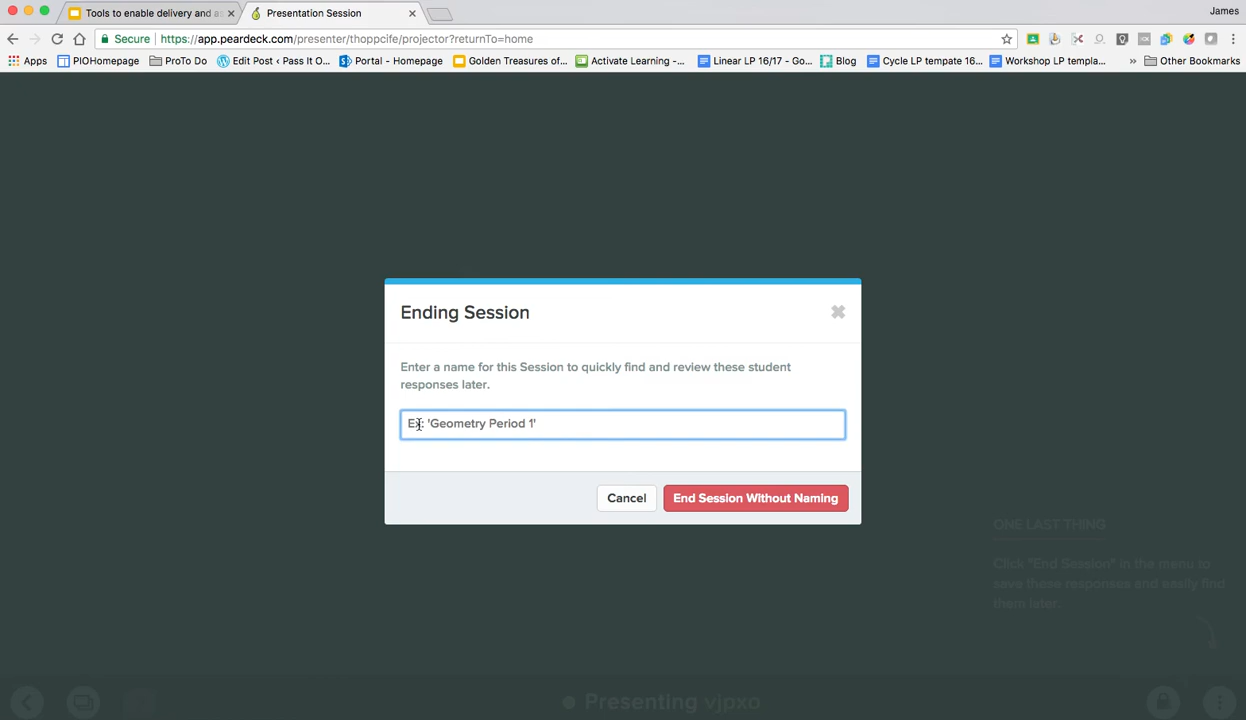 Tools to enable delivery and as
Presentation Session
James
Secure https://app.peardeck.com/presenter/thoppcife/projector?returnTo=home
Apps PIOHomepage ProTo Do Edit Post ‹ Pass It O... Portal - Homepage Golden Treasures of... Activate Learning -... Linear LP 16/17 - Go... Blog Cycle LP tempate 16... Workshop LP templa... » Other Bookmarks
Ending Session
Enter a name for this Session to quickly find and review these student
responses later.
Ex: 'Geometry Period 1'
Cancel End Session Without Naming
ONE LAST THING
Click "End Session" in the menu to
save these responses and easily find
them later.
Presenting vjpxo